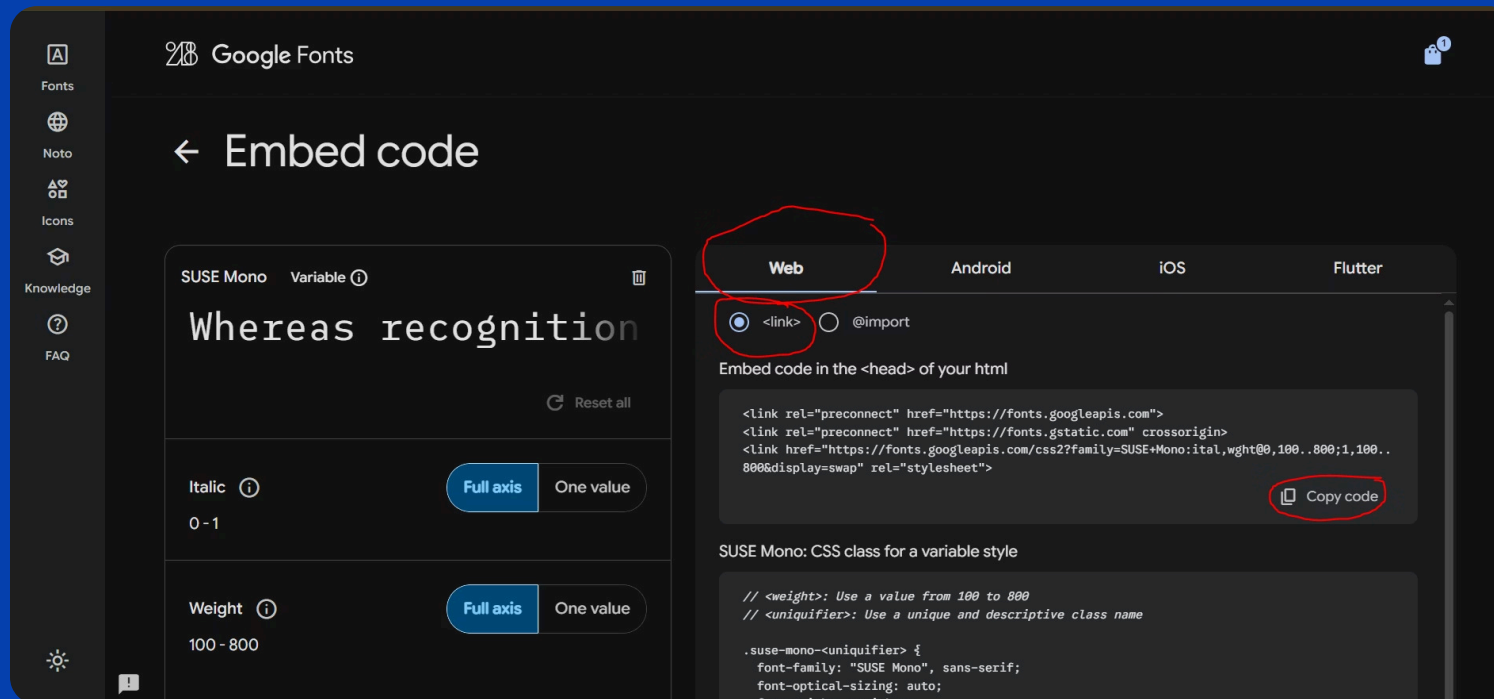 Google Fonts
1
Fonts
Noto
Icons
Knowledge
FAQ
Embed code
SUSE Mono Variable
Whereas recognition
Reset all
Italic
Full axis One value
0 - 1
Weight
Full axis One value
100 - 800
Web Android iOS Flutter
<link> @import
Embed code in the <head> of your html
<link rel="preconnect" href="https://fonts.googleapis.com">
<link rel="preconnect" href="https://fonts.gstatic.com" crossorigin>
<link href="https://fonts.googleapis.com/css2?family=SUSE+Mono:ital,wght@0,100..800;1,100..
800&display=swap" rel="stylesheet">
Copy code
SUSE Mono: CSS class for a variable style
// <weight>: Use a value from 100 to 800
// <uniquifier>: Use a unique and descriptive class name
.suse-mono-<uniquifier> {
font-family: "SUSE Mono", sans-serif;
font-optical-sizing: auto;